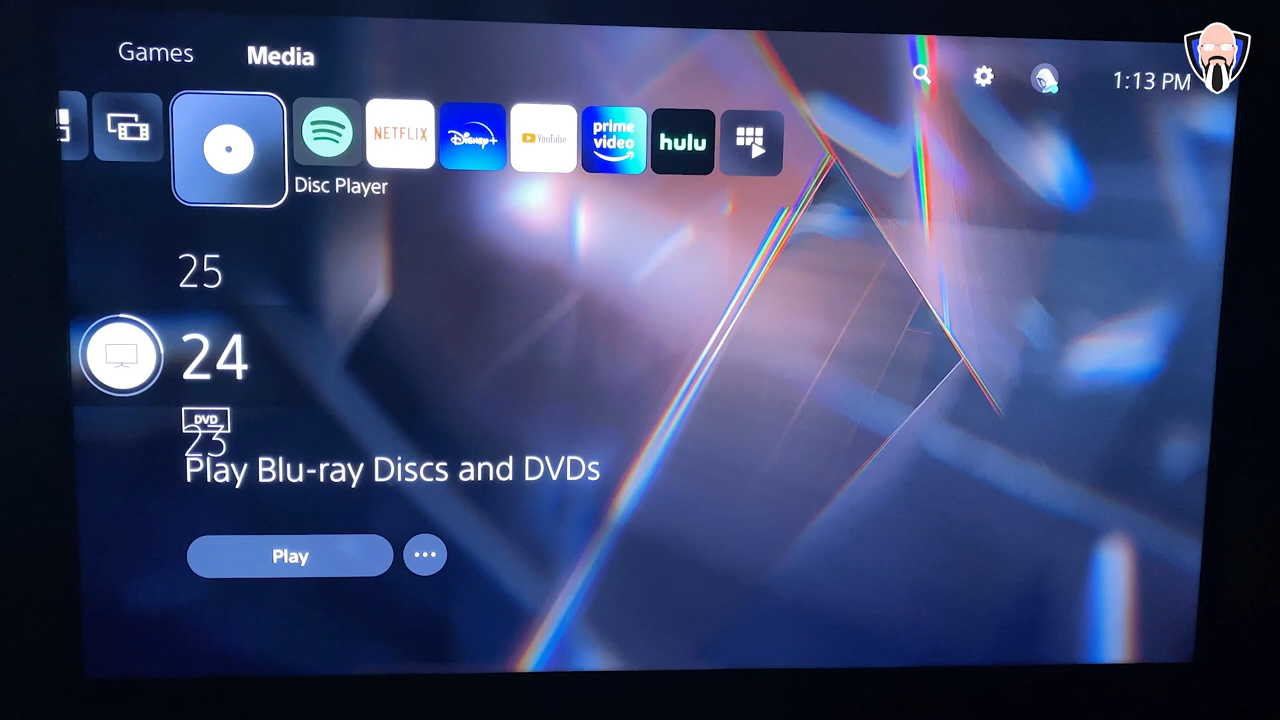 Games
Media
1:13 PM
NETFLIX
Disney+
YouTube
prime
video
hulu
Disc Player
25
24
DVD
23
Play Blu-ray Discs and DVDs
Play